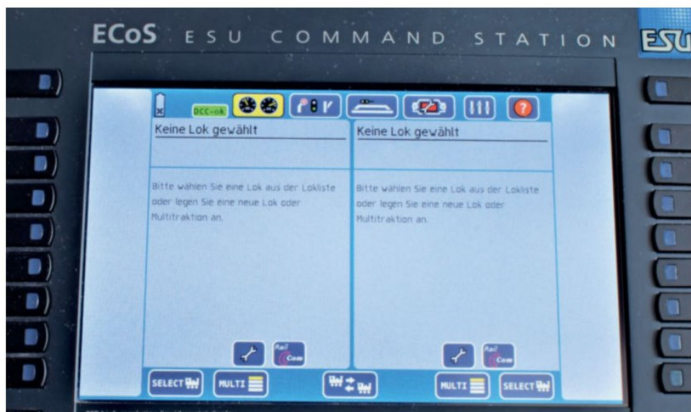 ECoS ESU COMMAND STATION
ESU
DCC-ok
Keine Lok gewählt
Keine Lok gewählt
Bitte wählen Sie eine Lok aus der Lokliste
oder legen Sie eine neue Lok oder
Multitraktion an.
Bitte wählen Sie eine Lok aus der Lokliste
oder legen Sie eine neue Lok oder
Multitraktion an.
Rail
Com
Rail
Com
SELECT
MULTI
MULTI
SELECT